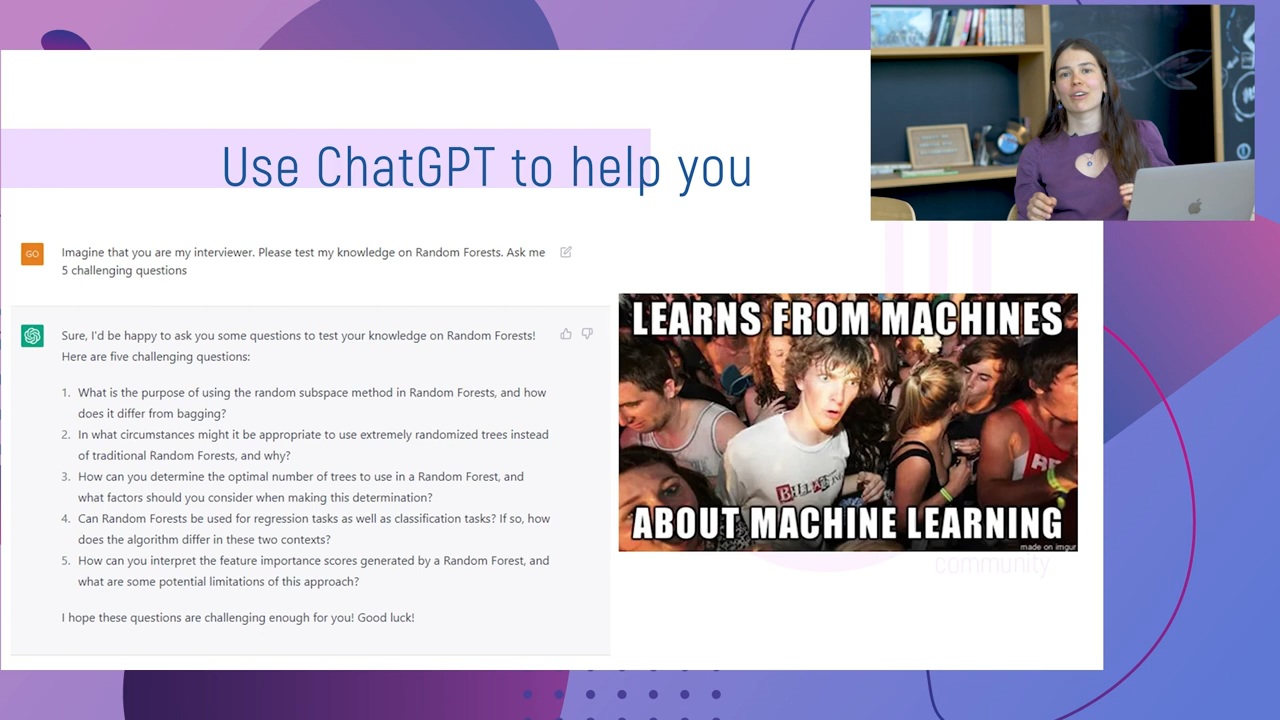 Use ChatGPT to help you
GO
Imagine that you are my interviewer. Please test my knowledge on Random Forests. Ask me
5 challenging questions
Sure, I'd be happy to ask you some questions to test your knowledge on Random Forests!
Here are five challenging questions:
1. What is the purpose of using the random subspace method in Random Forests, and how
does it differ from bagging?
2. In what circumstances might it be appropriate to use extremely randomized trees instead
of traditional Random Forests, and why?
3. How can you determine the optimal number of trees to use in a Random Forest, and
what factors should you consider when making this determination?
4. Can Random Forests be used for regression tasks as well as classification tasks? If so, how
does the algorithm differ in these two contexts?
5. How can you interpret the feature importance scores generated by a Random Forest, and
what are some potential limitations of this approach?
I hope these questions are challenging enough for you! Good luck!
LEARNS FROM MACHINES
ABOUT MACHINE LEARNING
made on imgur
community